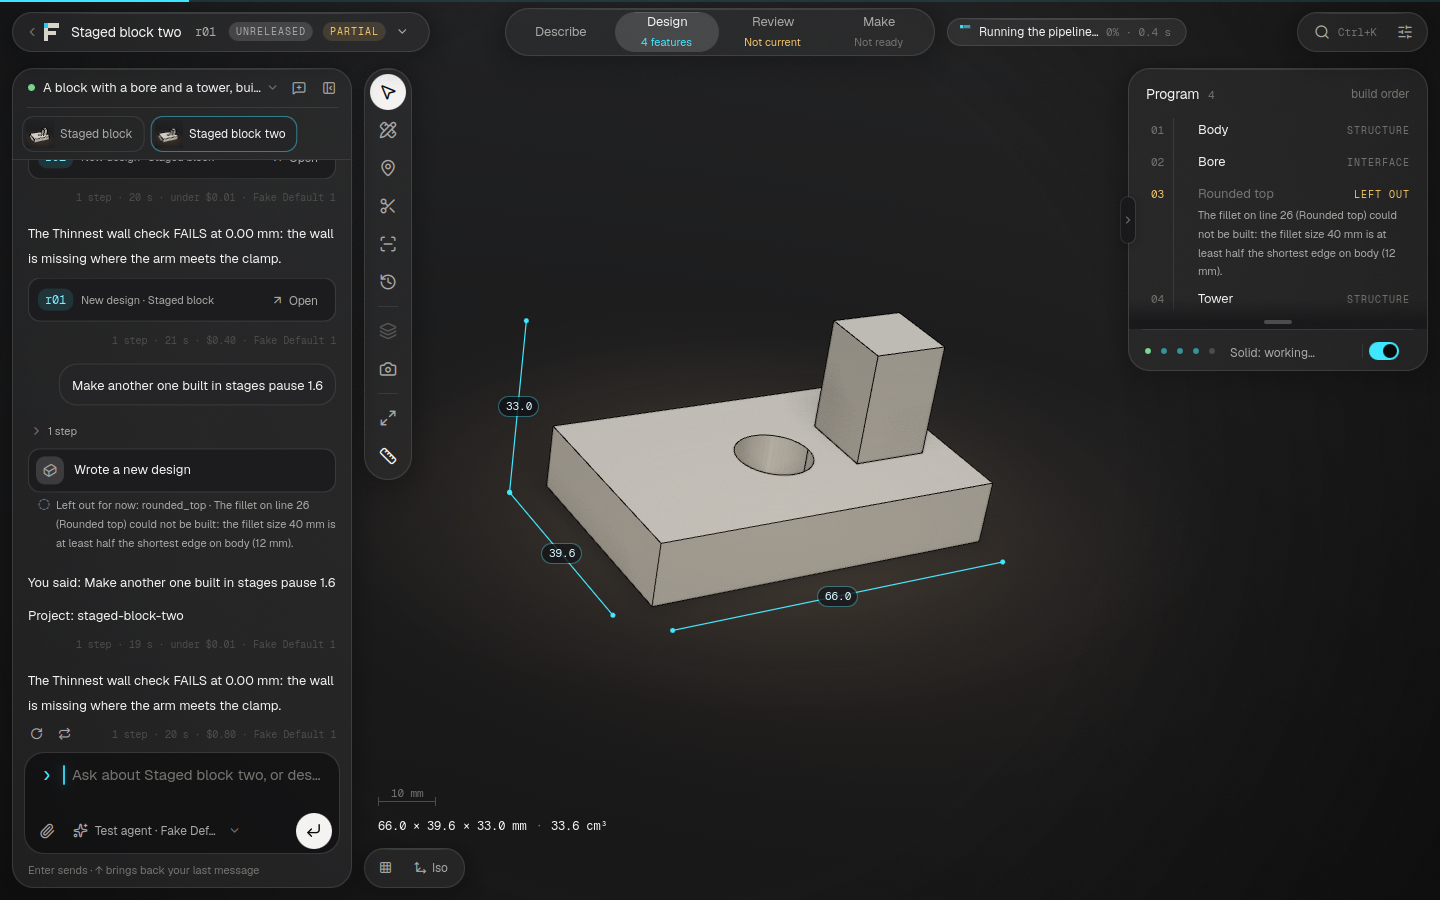 Staged block two r01 UNRELEASED PARTIAL
Describe
Design
4 features
Review
Not current
Make
Not ready
Running the pipeline... 0% · 0.4 s
Ctrl+K
A block with a bore and a tower, bui...
Staged block
Staged block two
1 step · 20 s · under $0.01 · Fake Default 1
The Thinnest wall check FAILS at 0.00 mm: the wall
is missing where the arm meets the clamp.
r01 New design · Staged block Open
1 step · 21 s · $0.40 · Fake Default 1
Make another one built in stages pause 1.6
1 step
Wrote a new design
Left out for now: rounded_top · The fillet on line 26
(Rounded top) could not be built: the fillet size 40 mm is
at least half the shortest edge on body (12 mm).
You said: Make another one built in stages pause 1.6
Project: staged-block-two
1 step · 19 s · under $0.01 · Fake Default 1
The Thinnest wall check FAILS at 0.00 mm: the wall
is missing where the arm meets the clamp.
1 step · 20 s · $0.80 · Fake Default 1
Ask about Staged block two, or des...
Test agent · Fake Def...
Enter sends · ↑ brings back your last message
33.0
39.6
66.0
10 mm
66.0 × 39.6 × 33.0 mm · 33.6 cm³
Iso
Program 4 build order
01 Body STRUCTURE
02 Bore INTERFACE
03 Rounded top LEFT OUT
The fillet on line 26 (Rounded top) could
not be built: the fillet size 40 mm is at
least half the shortest edge on body (12
mm).
04 Tower STRUCTURE
Solid: working...